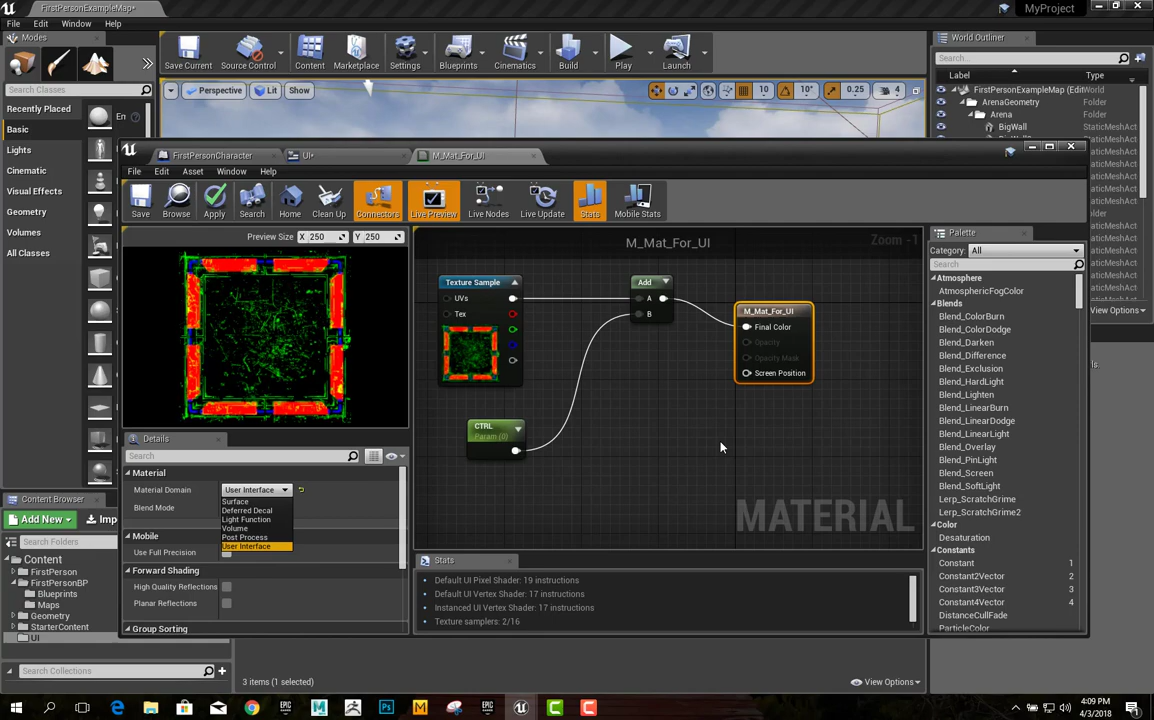 FirstPersonExampleMap*
MyProject
File Edit Window Help
Modes
World Outliner
Search Classes
Recently Placed
Basic
Lights
Cinematic
Visual Effects
Geometry
Volumes
All Classes
Save Current Source Control Content Marketplace Settings Blueprints Cinematics Build Play Launch
Perspective Lit Show 10 10° 0.25 4
Search...
Label Type
FirstPersonExampleMap (Edit World
ArenaGeometry Folder
Arena Folder
BigWall StaticMeshAct
StaticMeshAct
FirstPersonCharacter UI* M_Mat_For_UI
File Edit Asset Window Help
Save Browse Apply Search Home Clean Up Connectors Live Preview Live Nodes Live Update Stats Mobile Stats
Preview Size X 250 Y 250
M_Mat_For_UI
Zoom -1
Texture Sample
UVs
Tex
Add
A
B
M_Mat_For_UI
Final Color
Opacity
Opacity Mask
Screen Position
CTRL
Param (0)
MATERIAL
Details
Search
Material
Material Domain User Interface
Surface
Deferred Decal
Light Function
Volume
Post Process
User Interface
Blend Mode
Mobile
Use Full Precision
Forward Shading
High Quality Reflections
Planar Reflections
Group Sorting
Stats
Default UI Pixel Shader: 19 instructions
Default UI Vertex Shader: 17 instructions
Instanced UI Vertex Shader: 17 instructions
Texture samplers: 2/16
Palette
Category: All
Search
Atmosphere
AtmosphericFogColor
Blends
Blend_ColorBurn
Blend_ColorDodge
Blend_Darken
Blend_Difference
Blend_Exclusion
Blend_HardLight
Blend_Lighten
Blend_LinearBurn
Blend_LinearDodge
Blend_LinearLight
Blend_Overlay
Blend_PinLight
Blend_Screen
Blend_SoftLight
Lerp_ScratchGrime
Lerp_ScratchGrime2
Color
Desaturation
Constants
Constant 1
Constant2Vector 2
Constant3Vector 3
Constant4Vector 4
DistanceCullFade
ParticleColor
View Options
Content Browser
Add New
Search Folders
Content
FirstPerson
FirstPersonBP
Blueprints
Maps
Geometry
StarterContent
UI
Search Collections
3 items (1 selected)
View Options
4:09 PM
4/3/2018